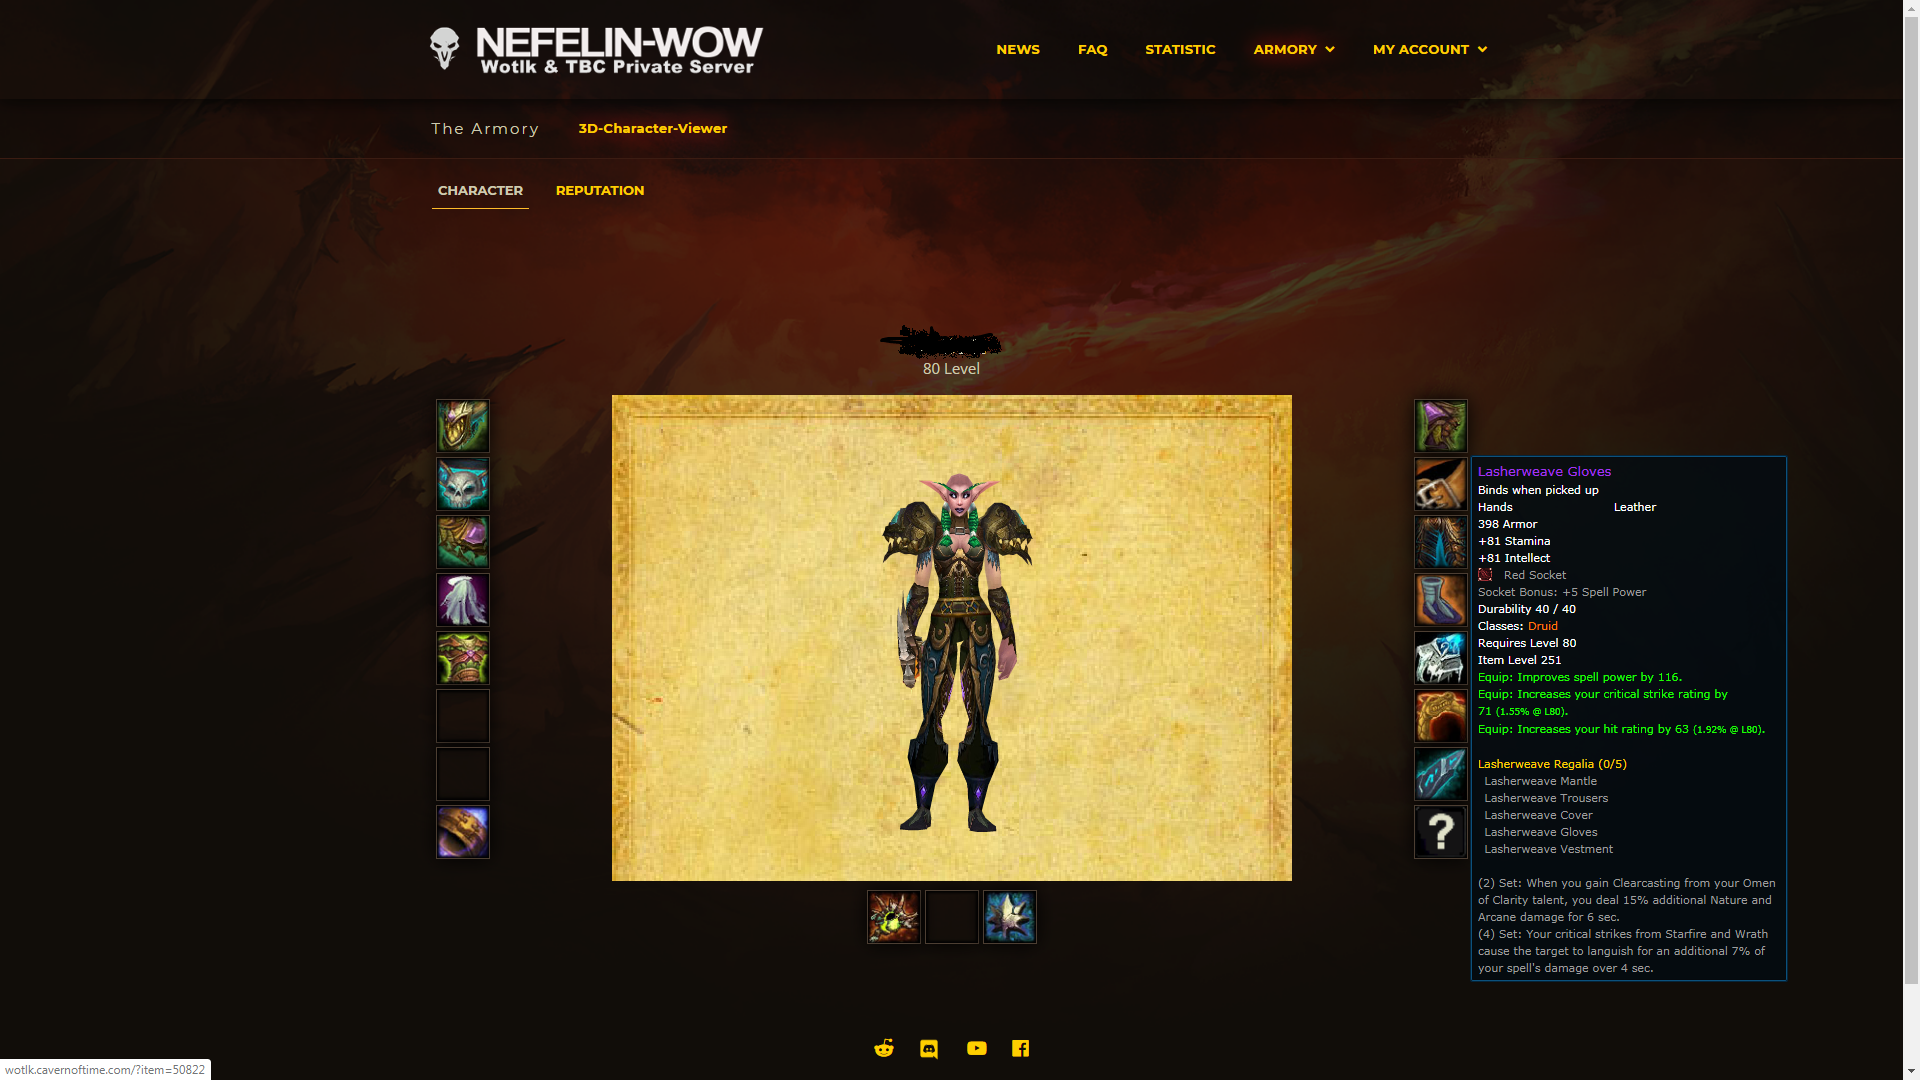 NEFELIN-WOW
Wotlk & TBC Private Server
NEWS
FAQ
STATISTIC
ARMORY
MY ACCOUNT
The Armory
3D-Character-Viewer
CHARACTER
REPUTATION
80 Level
Lasherweave Gloves
Binds when picked up
Hands Leather
398 Armor
+81 Stamina
+81 Intellect
Red Socket
Socket Bonus: +5 Spell Power
Durability 40 / 40
Classes: Druid
Requires Level 80
Item Level 251
Equip: Improves spell power by 116.
Equip: Increases your critical strike rating by
71 (1.55% @ L80).
Equip: Increases your hit rating by 63 (1.92% @ L80).
Lasherweave Regalia (0/5)
Lasherweave Mantle
Lasherweave Trousers
Lasherweave Cover
Lasherweave Gloves
Lasherweave Vestment
(2) Set: When you gain Clearcasting from your Omen
of Clarity talent, you deal 15% additional Nature and
Arcane damage for 6 sec.
(4) Set: Your critical strikes from Starfire and Wrath
cause the target to languish for an additional 7% of
your spell's damage over 4 sec.
?
wotlk.cavernoftime.com/?item=50822